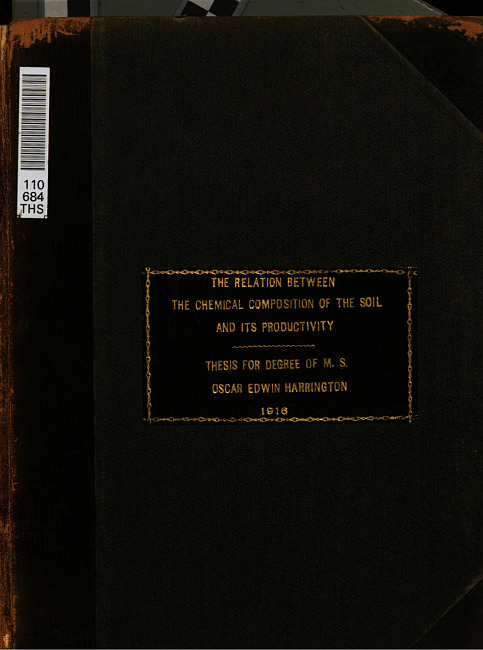 110
684
THS
THE RELATION BETWEEN
THE CHEMICAL COMPOSITION OF THE SOIL
AND ITS PRODUCTIVITY
THESIS FOR DEGREE OF M. S.
OSCAR EDWIN HARRINGTON
1916